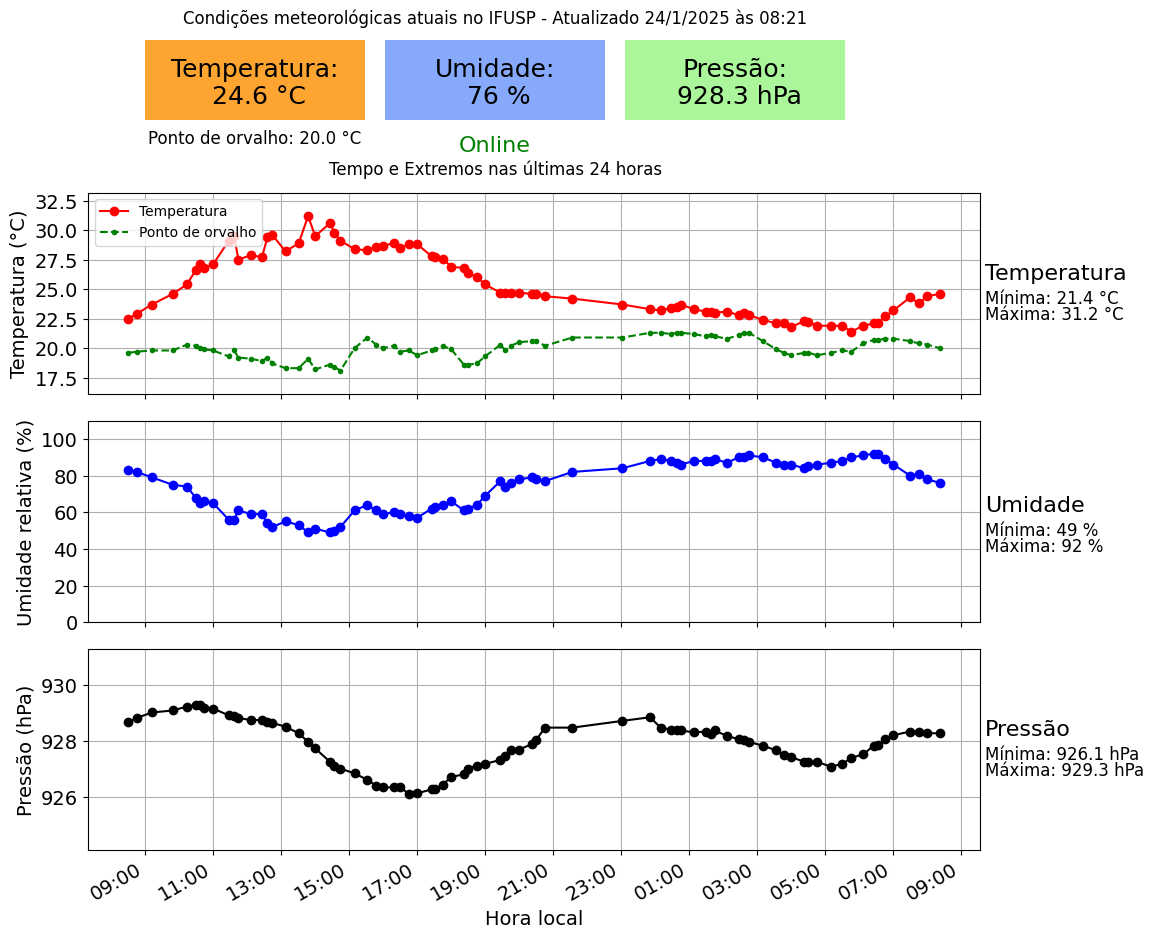 Condições meteorológicas atuais no IFUSP - Atualizado 24/1/2025 às 08:21
Temperatura:
24.6 °C
Umidade:
76 %
Pressão:
928.3 hPa
Ponto de orvalho: 20.0 °C
Online
Tempo e Extremos nas últimas 24 horas
Temperatura (°C)
32.5
30.0
27.5
25.0
22.5
20.0
17.5
Temperatura
Ponto de orvalho
Temperatura
Mínima: 21.4 °C
Máxima: 31.2 °C
Umidade relativa (%)
100
80
60
40
20
0
Umidade
Mínima: 49 %
Máxima: 92 %
Pressão (hPa)
930
928
926
Pressão
Mínima: 926.1 hPa
Máxima: 929.3 hPa
09:00
11:00
13:00
15:00
17:00
19:00
21:00
23:00
01:00
03:00
05:00
07:00
09:00
Hora local